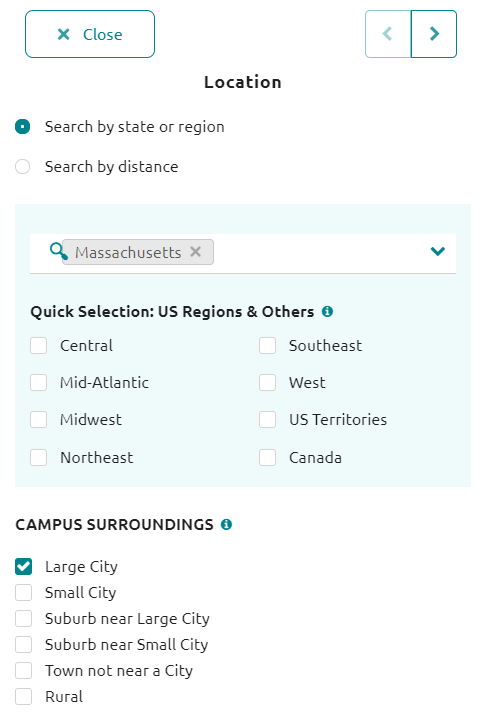 Close
Location
Search by state or region
Search by distance
Massachusetts
Quick Selection: US Regions & Others
Central Southeast
Mid-Atlantic West
Midwest US Territories
Northeast Canada
CAMPUS SURROUNDINGS
Large City
Small City
Suburb near Large City
Suburb near Small City
Town not near a City
Rural